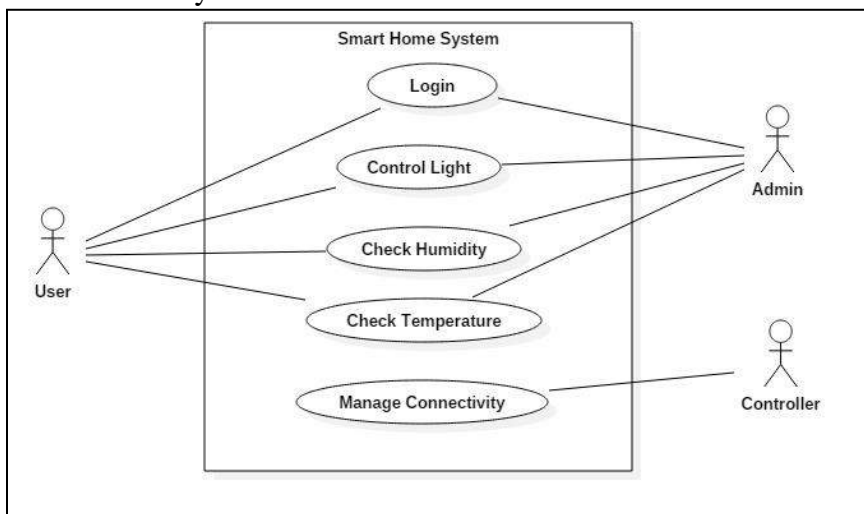 Smart Home System
Login
Control Light
Admin
Check Humidity
User
Check Temperature
Manage Connectivity
Controller